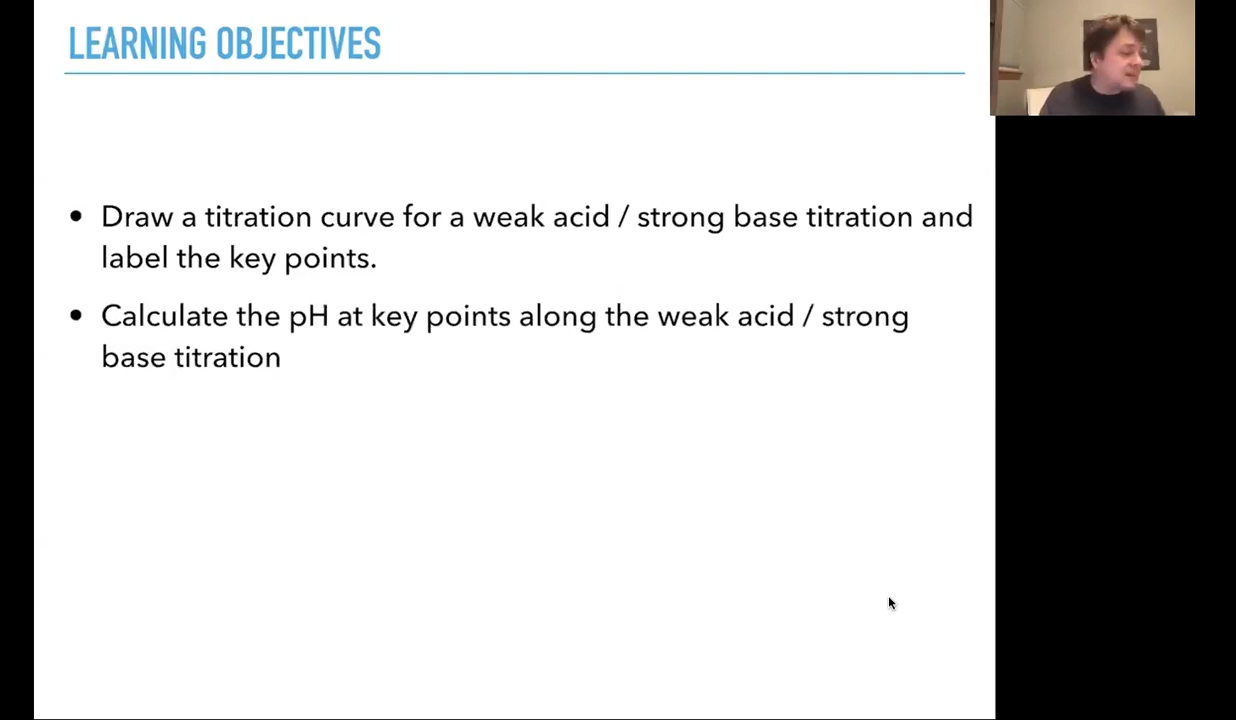 LEARNING OBJECTIVES
• Draw a titration curve for a weak acid / strong base titration and
label the key points.
• Calculate the pH at key points along the weak acid / strong
base titration